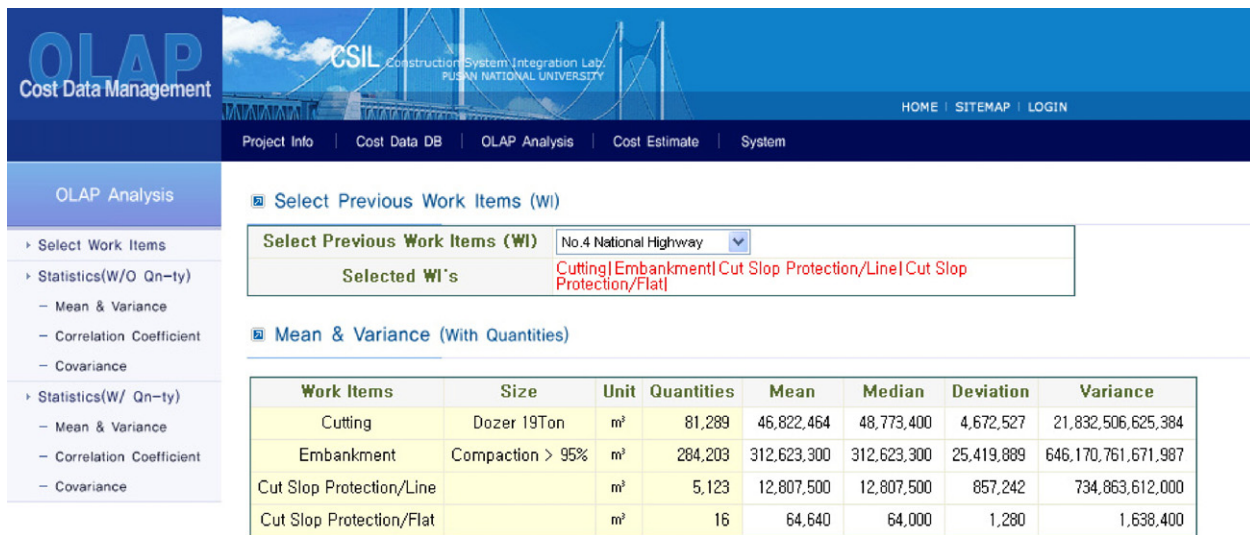 OLAP
Cost Data Management
CSIL Construction System Integration Lab.
PUSAN NATIONAL UNIVERSITY
HOME | SITEMAP | LOGIN
Project Info | Cost Data DB | OLAP Analysis | Cost Estimate | System
OLAP Analysis
Select Work Items
Statistics(W/O Qn-ty)
- Mean & Variance
- Correlation Coefficient
- Covariance
Statistics(W/ Qn-ty)
- Mean & Variance
- Correlation Coefficient
- Covariance
Select Previous Work Items (WI)
Select Previous Work Items (WI) No.4 National Highway
Selected WI's Cutting| Embankment| Cut Slop Protection/Line| Cut Slop
Protection/Flat|
Mean & Variance (With Quantities)
Work Items Size Unit Quantities Mean Median Deviation Variance
Cutting Dozer 19Ton m³ 81,289 46,822,464 48,773,400 4,672,527 21,832,506,625,384
Embankment Compaction > 95% m³ 284,203 312,623,300 312,623,300 25,419,889 646,170,761,671,987
Cut Slop Protection/Line m³ 5,123 12,807,500 12,807,500 857,242 734,863,612,000
Cut Slop Protection/Flat m³ 16 64,640 64,000 1,280 1,638,400